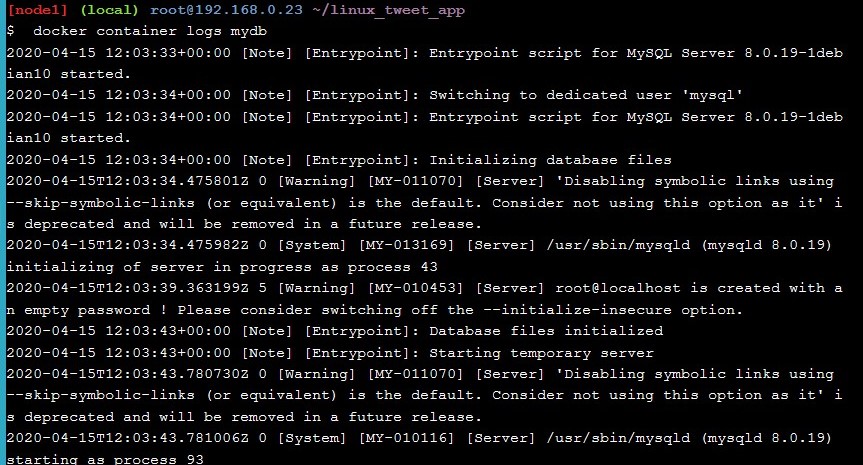 [node1] (local) root@192.168.0.23 ~/linux_tweet_app
$  docker container logs mydb
2020-04-15 12:03:33+00:00 [Note] [Entrypoint]: Entrypoint script for MySQL Server 8.0.19-1deb
ian10 started.
2020-04-15 12:03:34+00:00 [Note] [Entrypoint]: Switching to dedicated user 'mysql'
2020-04-15 12:03:34+00:00 [Note] [Entrypoint]: Entrypoint script for MySQL Server 8.0.19-1deb
ian10 started.
2020-04-15 12:03:34+00:00 [Note] [Entrypoint]: Initializing database files
2020-04-15T12:03:34.475801Z 0 [Warning] [MY-011070] [Server] 'Disabling symbolic links using
--skip-symbolic-links (or equivalent) is the default. Consider not using this option as it' i
s deprecated and will be removed in a future release.
2020-04-15T12:03:34.475982Z 0 [System] [MY-013169] [Server] /usr/sbin/mysqld (mysqld 8.0.19)
initializing of server in progress as process 43
2020-04-15T12:03:39.363199Z 5 [Warning] [MY-010453] [Server] root@localhost is created with a
n empty password ! Please consider switching off the --initialize-insecure option.
2020-04-15 12:03:43+00:00 [Note] [Entrypoint]: Database files initialized
2020-04-15 12:03:43+00:00 [Note] [Entrypoint]: Starting temporary server
2020-04-15T12:03:43.780730Z 0 [Warning] [MY-011070] [Server] 'Disabling symbolic links using
--skip-symbolic-links (or equivalent) is the default. Consider not using this option as it' i
s deprecated and will be removed in a future release.
2020-04-15T12:03:43.781006Z 0 [System] [MY-010116] [Server] /usr/sbin/mysqld (mysqld 8.0.19)
starting as process 93